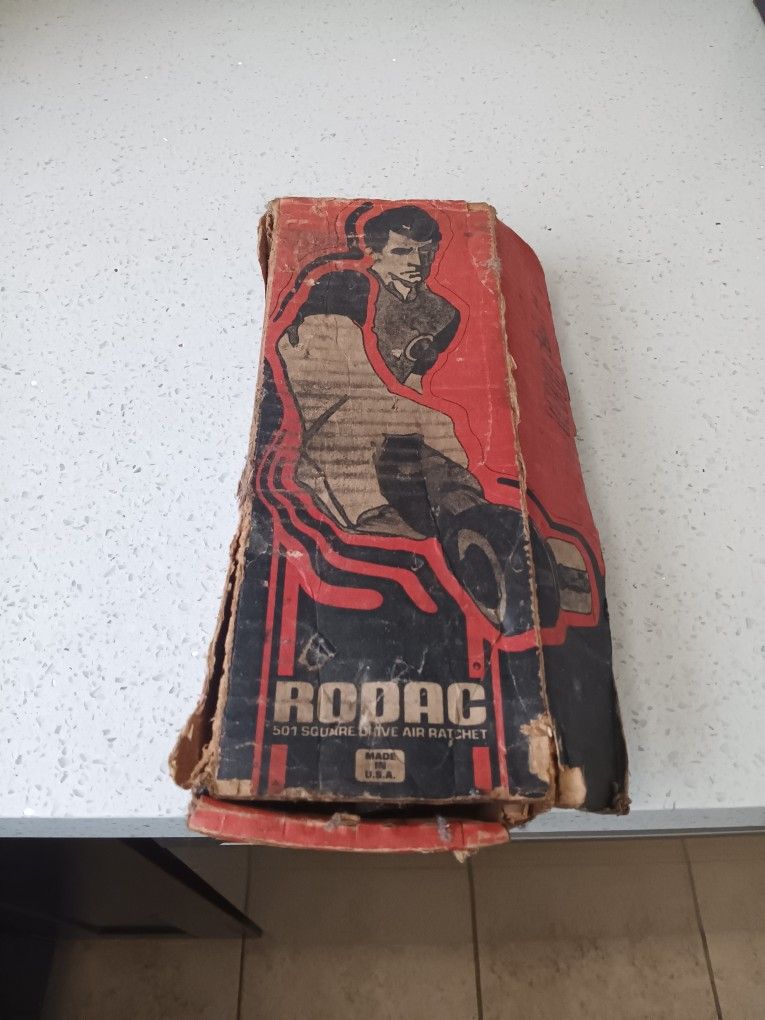 RODAC
501 SQUARE DRIVE AIR RATCHET
MADE
IN
U.S.A.